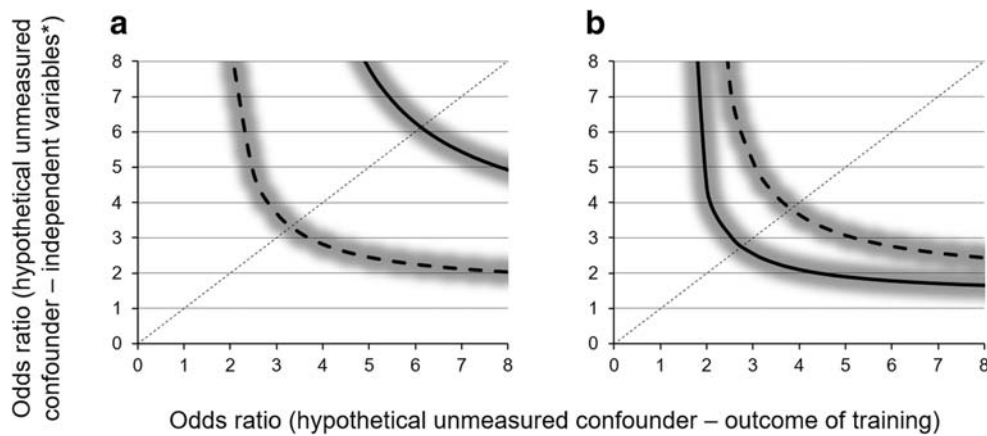 a
b
Odds ratio (hypothetical unmeasured
confounder – independent variables*)
8
7
6
5
4
3
2
1
0
0 1 2 3 4 5 6 7 8
8
7
6
5
4
3
2
1
0
0 1 2 3 4 5 6 7 8
Odds ratio (hypothetical unmeasured confounder – outcome of training)